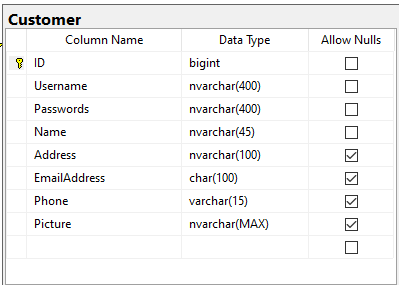 Customer
Column Name Data Type Allow Nulls
ID bigint
Username nvarchar(400)
Passwords nvarchar(400)
Name nvarchar(45)
Address nvarchar(100)
EmailAddress char(100)
Phone varchar(15)
Picture nvarchar(MAX)